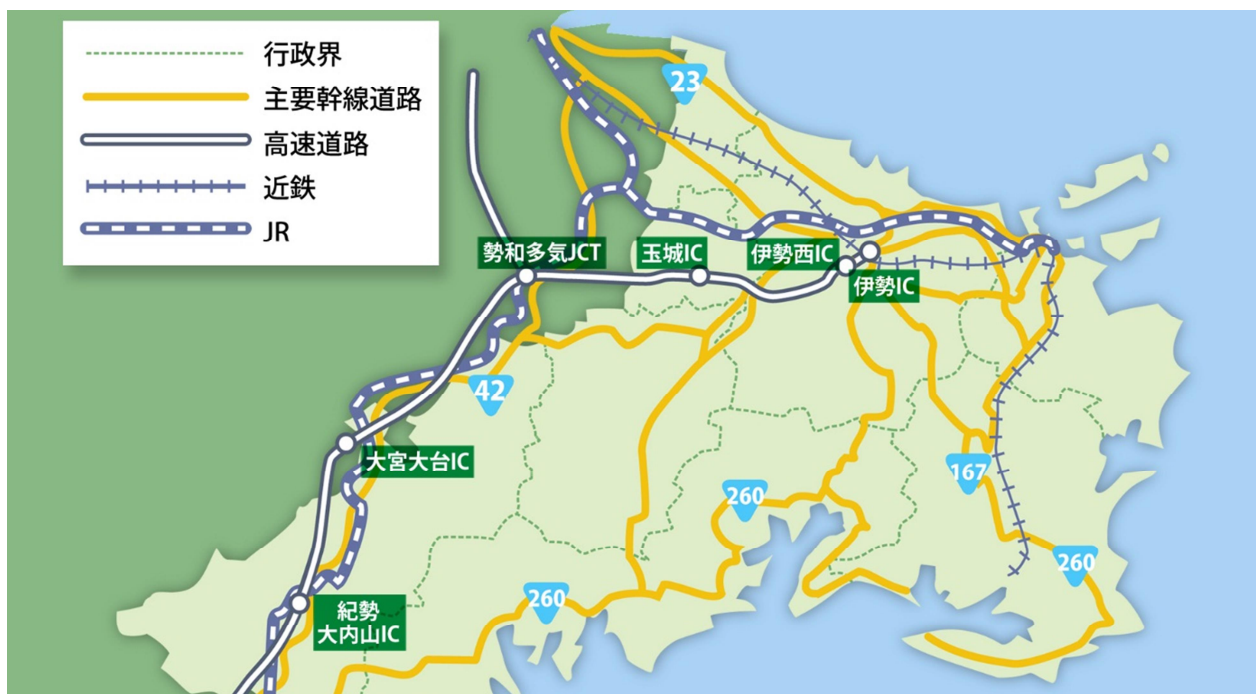 行政界
主要幹線道路
高速道路
近鉄
JR
23
勢和多気JCT
玉城IC
伊勢西IC
伊勢IC
42
大宮大台IC
167
260
260
260
紀勢
大内山IC